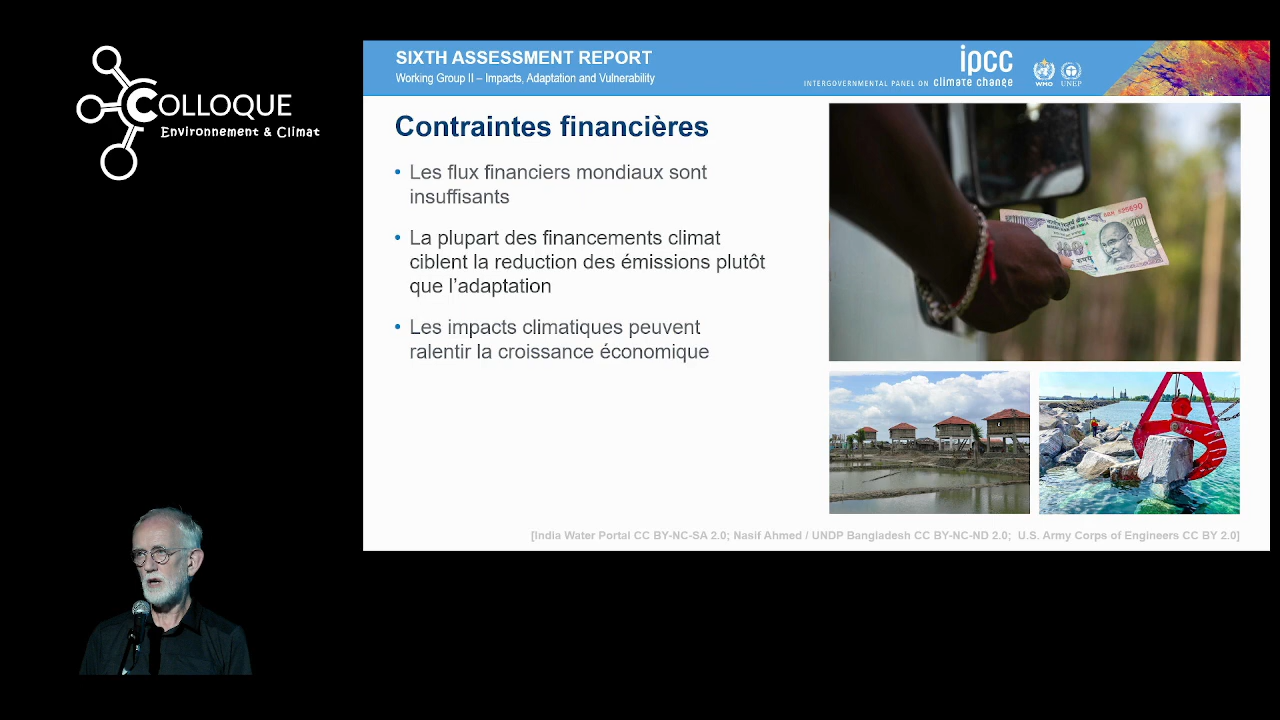 COLLOQUE
Environnement & Climat
SIXTH ASSESSMENT REPORT
Working Group II – Impacts, Adaptation and Vulnerability
ipcc
INTERGOVERNMENTAL PANEL ON climate change
WMO
UNEP
Contraintes financières
• Les flux financiers mondiaux sont
insuffisants
• La plupart des financements climat
ciblent la reduction des émissions plutôt
que l’adaptation
• Les impacts climatiques peuvent
ralentir la croissance économique
100
[India Water Portal CC BY-NC-SA 2.0; Nasif Ahmed / UNDP Bangladesh CC BY-NC-ND 2.0; U.S. Army Corps of Engineers CC BY 2.0]